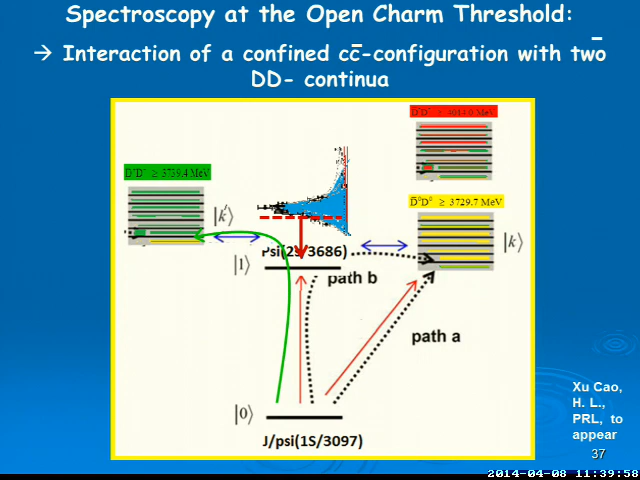 Spectroscopy at the Open Charm Threshold:
→ Interaction of a confined cc̄-configuration with two
DD̄- continua
D⁺D⁻ ≥ 3739.4 MeV
|k'⟩
Psi(2S/3686)
|1⟩
path b
D̄⁰D⁰ ≥ 3729.7 MeV
|k⟩
path a
|0⟩
J/psi(1S/3097)
Xu Cao,
H. L.,
PRL, to
appear
37
2014-04-08 11:39:58